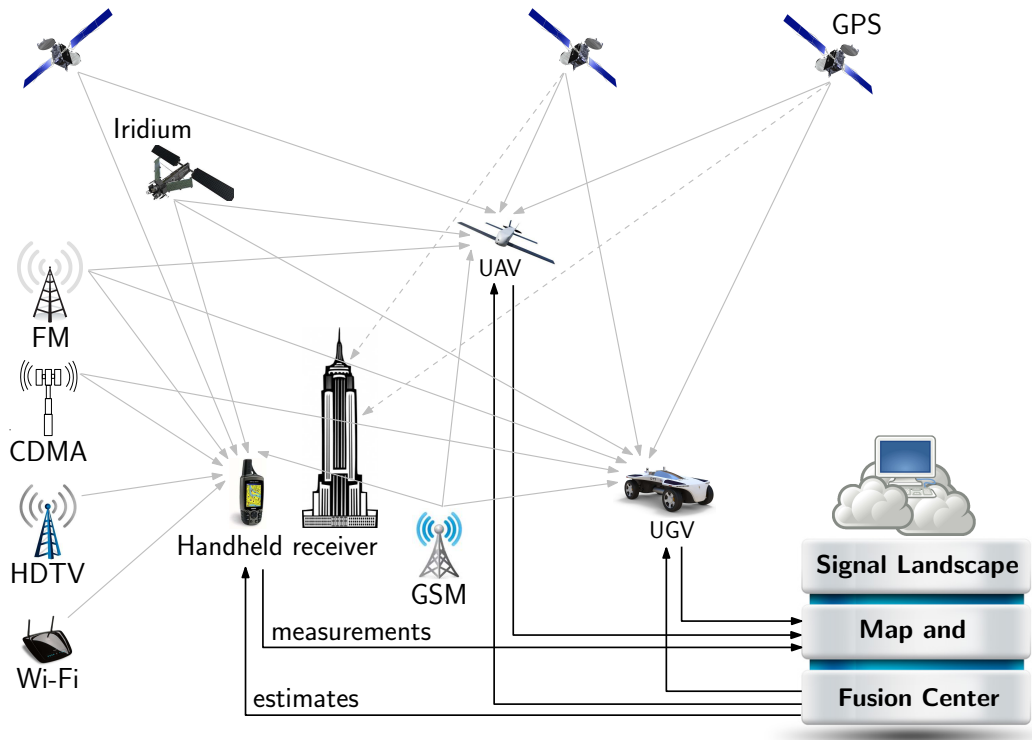 GPS
Iridium
UAV
FM
CDMA
HDTV
Wi-Fi
Handheld receiver
GSM
UGV
measurements
estimates
Signal Landscape
Map and
Fusion Center